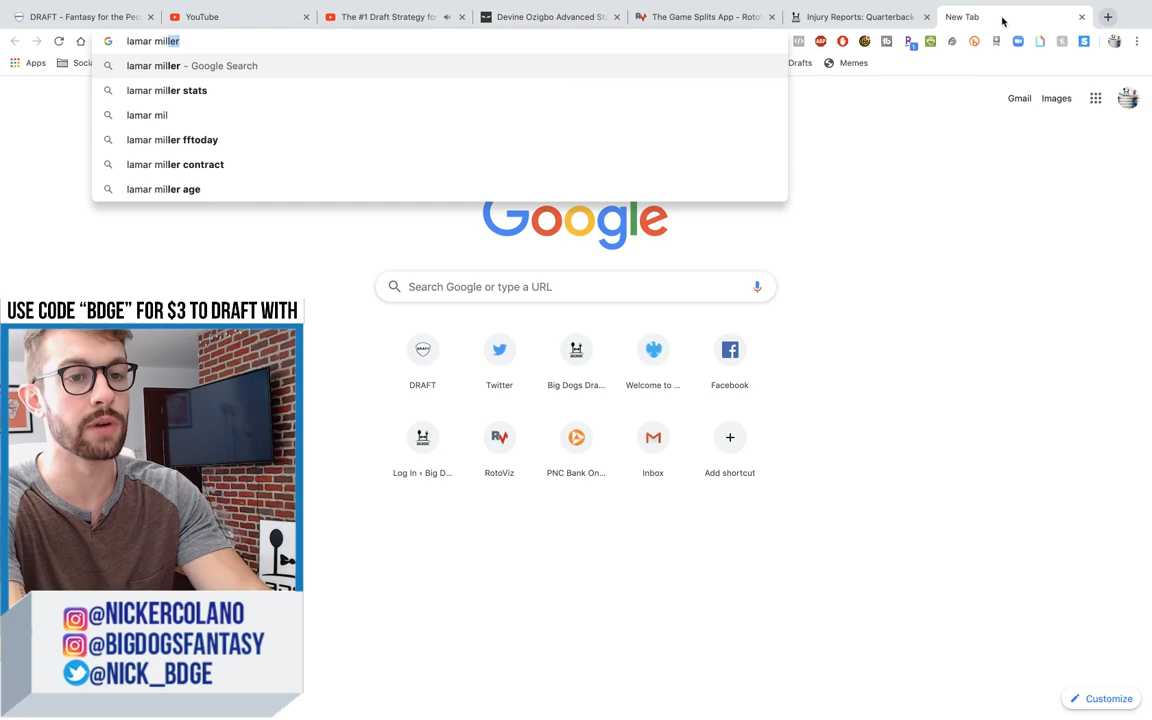 DRAFT - Fantasy for the Peo
YouTube
The #1 Draft Strategy fo
Devine Ozigbo Advanced St
The Game Splits App - RotoV
Injury Reports: Quarterback
New Tab
lamar miller
Apps
Socia
Drafts
Memes
lamar miller - Google Search
lamar miller stats
lamar mil
lamar miller fftoday
lamar miller contract
lamar miller age
Gmail
Images
Google
Search Google or type a URL
DRAFT
Twitter
Big Dogs Dra...
Welcome to ...
Facebook
Log In ‹ Big D...
RotoViz
PNC Bank On...
Inbox
Add shortcut
USE CODE “BDGE” FOR $3 TO DRAFT WITH
@NICKERCOLANO
@BIGDOGSFANTASY
@NICK_BDGE
Customize